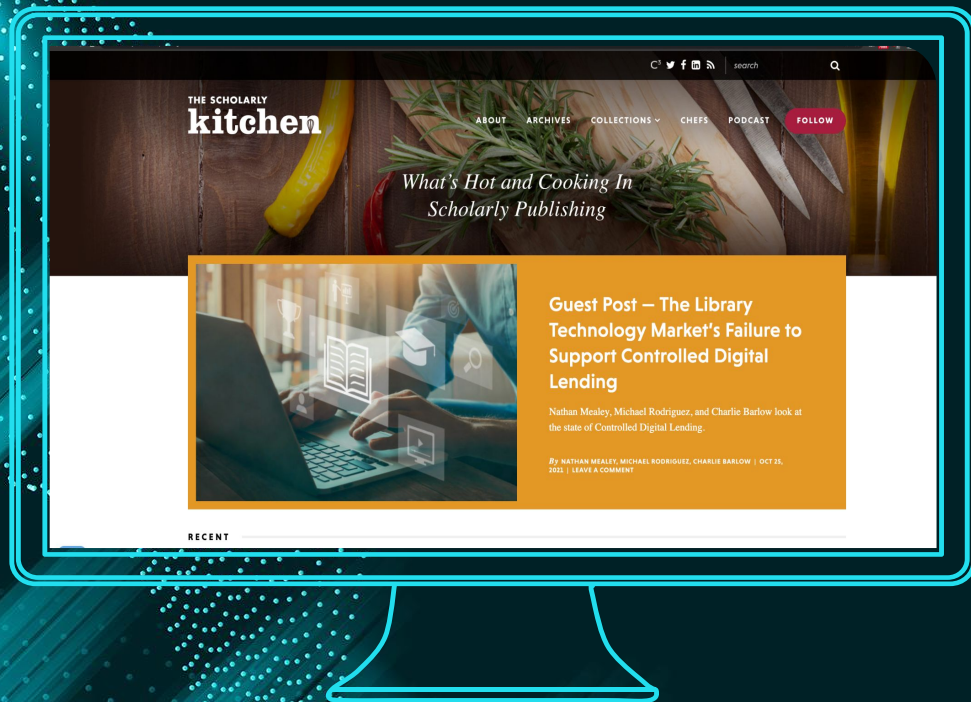 C³ search
THE SCHOLARLY
kitchen
ABOUT ARCHIVES COLLECTIONS CHEFS PODCAST FOLLOW
What's Hot and Cooking In
Scholarly Publishing
Guest Post — The Library
Technology Market's Failure to
Support Controlled Digital
Lending
Nathan Mealey, Michael Rodriguez, and Charlie Barlow look at
the state of Controlled Digital Lending.
By NATHAN MEALEY, MICHAEL RODRIGUEZ, CHARLIE BARLOW | OCT 25,
2021 | LEAVE A COMMENT
RECENT